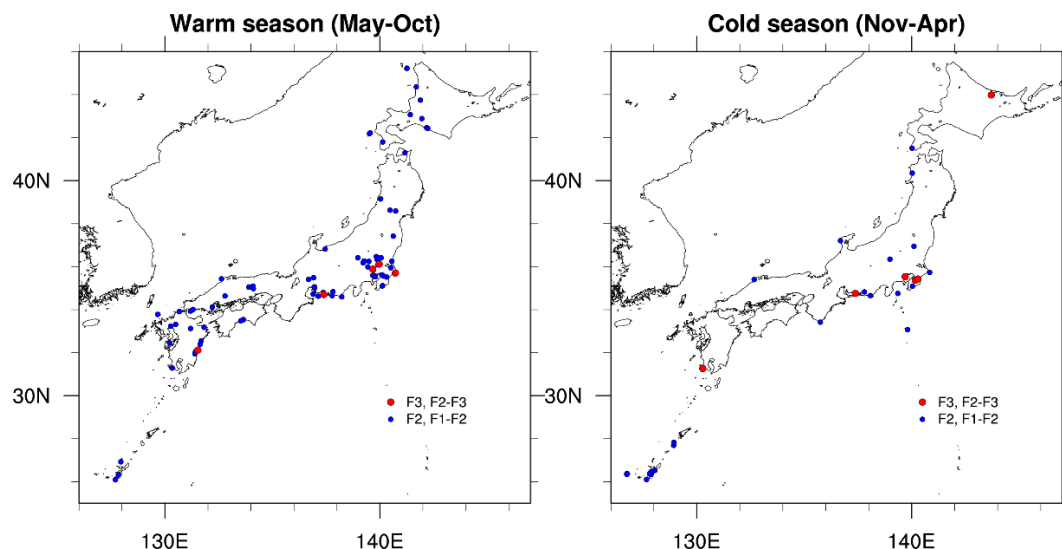 Warm season (May-Oct)
Cold season (Nov-Apr)
40N
40N
30N
30N
F3, F2-F3
F2, F1-F2
F3, F2-F3
F2, F1-F2
130E
140E
130E
140E